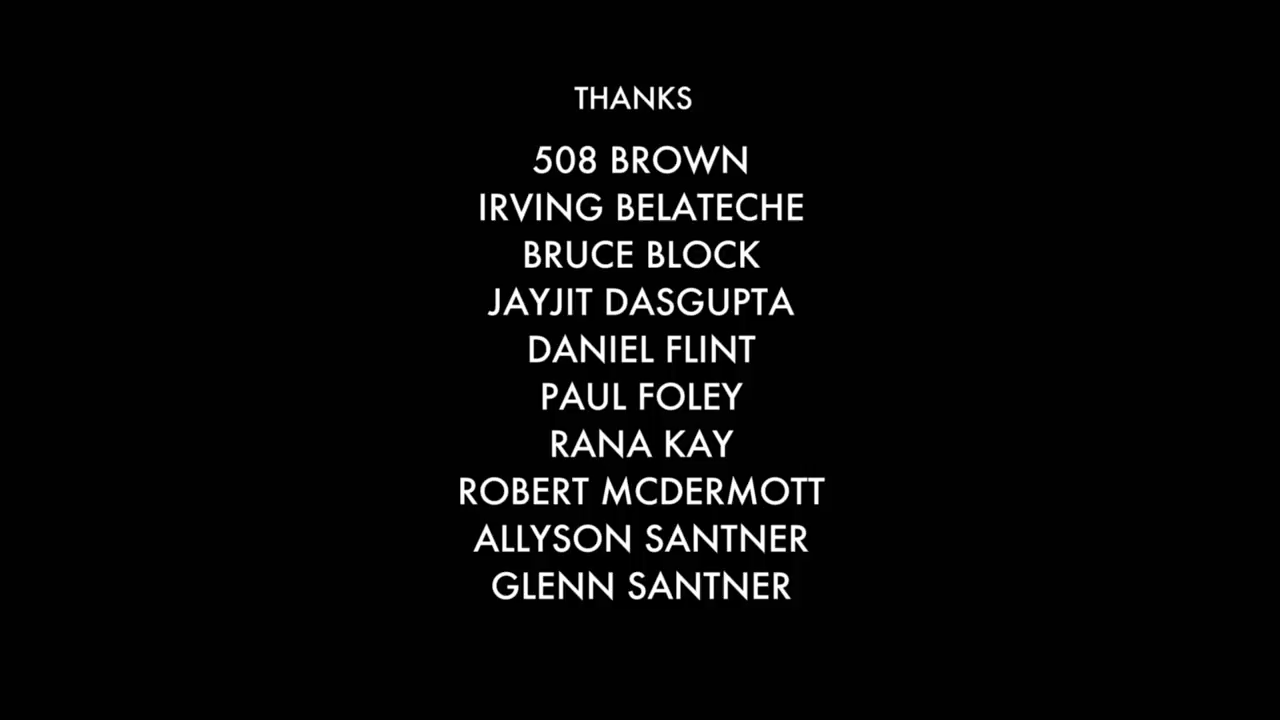 THANKS
508 BROWN
IRVING BELATECHE
BRUCE BLOCK
JAYJIT DASGUPTA
DANIEL FLINT
PAUL FOLEY
RANA KAY
ROBERT MCDERMOTT
ALLYSON SANTNER
GLENN SANTNER